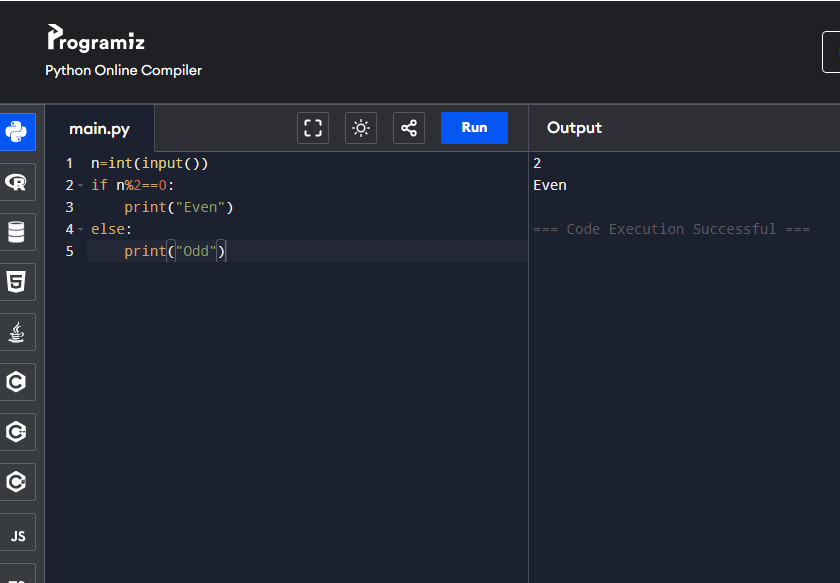 Programiz
Python Online Compiler
main.py
Run
Output
1 n=int(input())
2 if n%2==0:
3     print("Even")
4 else:
5     print("Odd")
2
Even
=== Code Execution Successful ===
JS